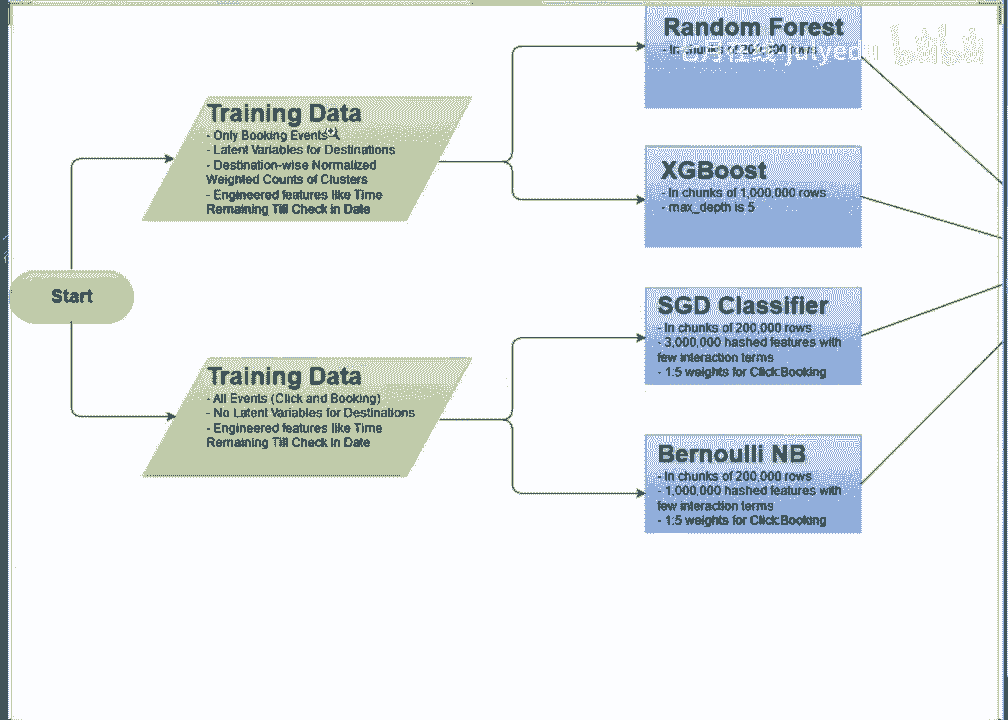 Random Forest
- In chunks of 200,000 rows
julyedu
Training Data
- Only Booking Events
- Latent Variables for Destinations
- Destination-wise Normalized
Weighted Counts of Clusters
- Engineered features like Time
Remaining Till Check in Date
XGBoost
- In chunks of 1,000,000 rows
- max_depth is 5
Start
SGD Classifier
- In chunks of 200,000 rows
- 3,000,000 hashed features with
few interaction terms
- 1:5 weights for Click:Booking
Training Data
- All Events (Click and Booking)
- No Latent Variables for Destinations
- Engineered features like Time
Remaining Till Check in Date
Bernoulli NB
- In chunks of 200,000 rows
- 1,000,000 hashed features with
few interaction terms
- 1:5 weights for Click:Booking